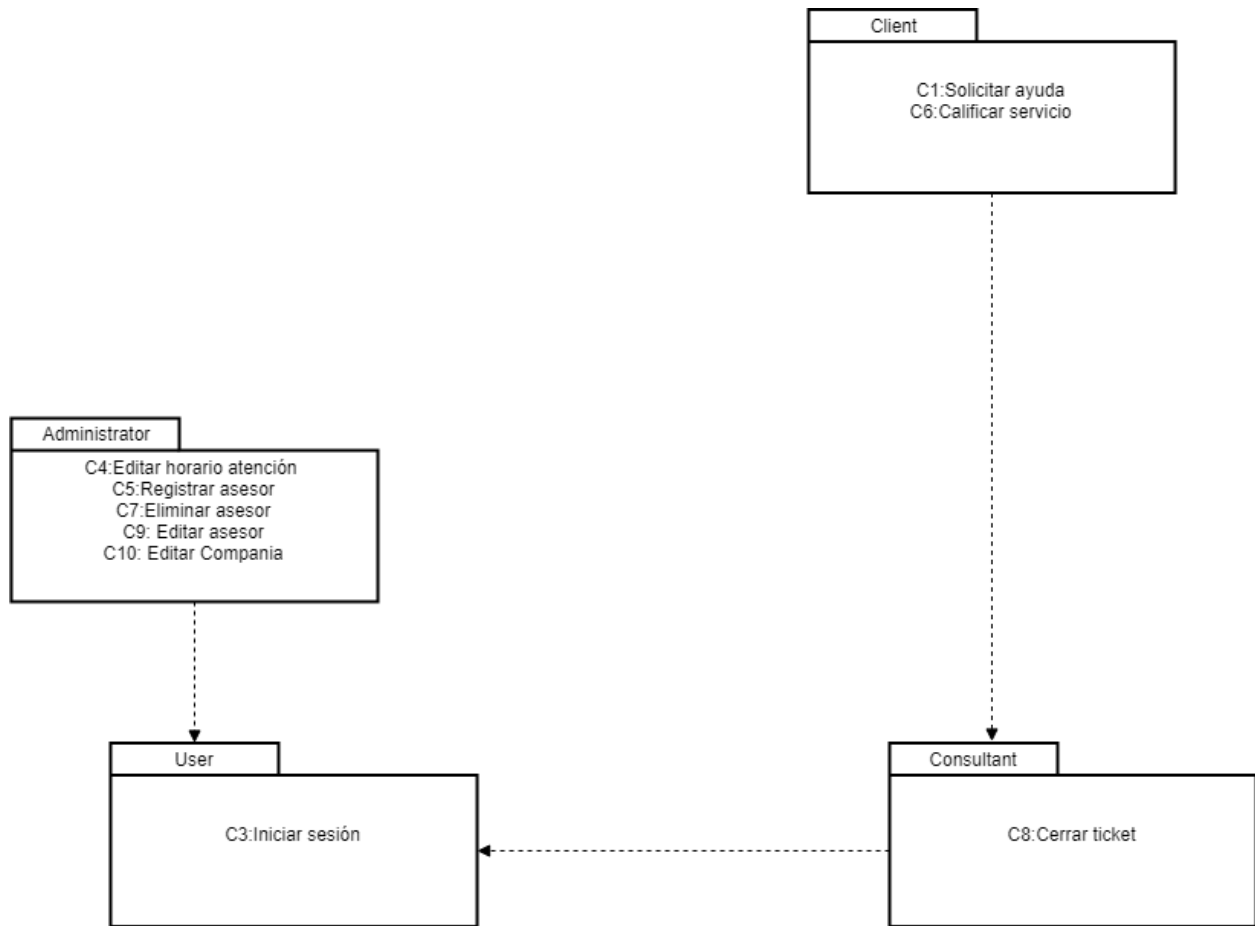 Client
C1:Solicitar ayuda
C6:Calificar servicio
Administrator
C4:Editar horario atención
C5:Registrar asesor
C7:Eliminar asesor
C9: Editar asesor
C10: Editar Compania
User
C3:Iniciar sesión
Consultant
C8:Cerrar ticket